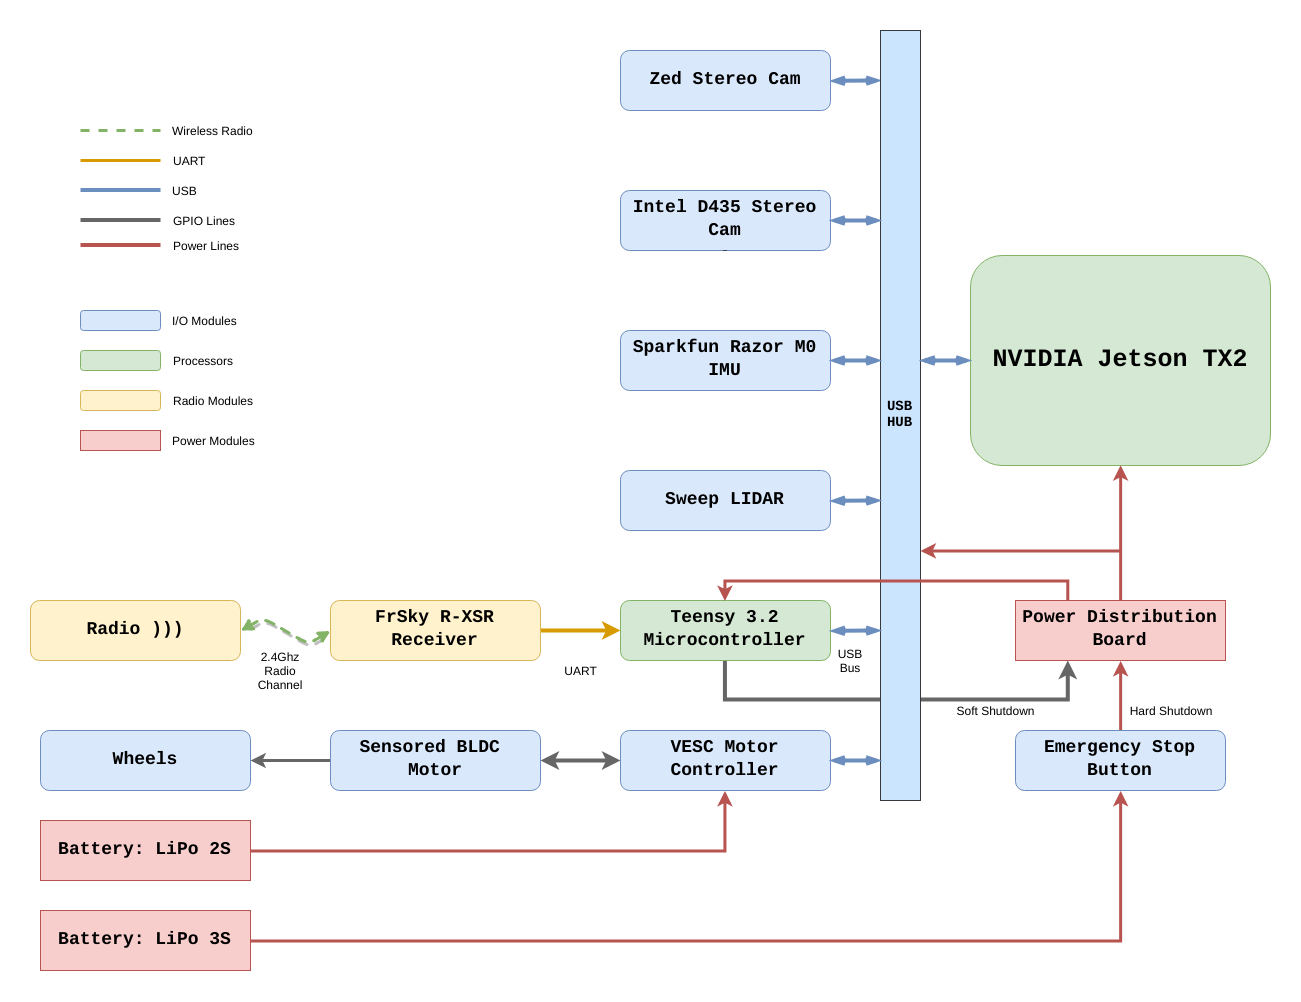 Zed Stereo Cam
Wireless Radio
UART
USB
GPIO Lines
Power Lines
Intel D435 Stereo
Cam
I/O Modules
Processors
Radio Modules
Power Modules
Sparkfun Razor M0
IMU
NVIDIA Jetson TX2
USB
HUB
Sweep LIDAR
Radio )))
2.4Ghz
Radio
Channel
FrSky R-XSR
Receiver
UART
Teensy 3.2
Microcontroller
USB
Bus
Power Distribution
Board
Soft Shutdown
Hard Shutdown
Wheels
Sensored BLDC
Motor
VESC Motor
Controller
Emergency Stop
Button
Battery: LiPo 2S
Battery: LiPo 3S